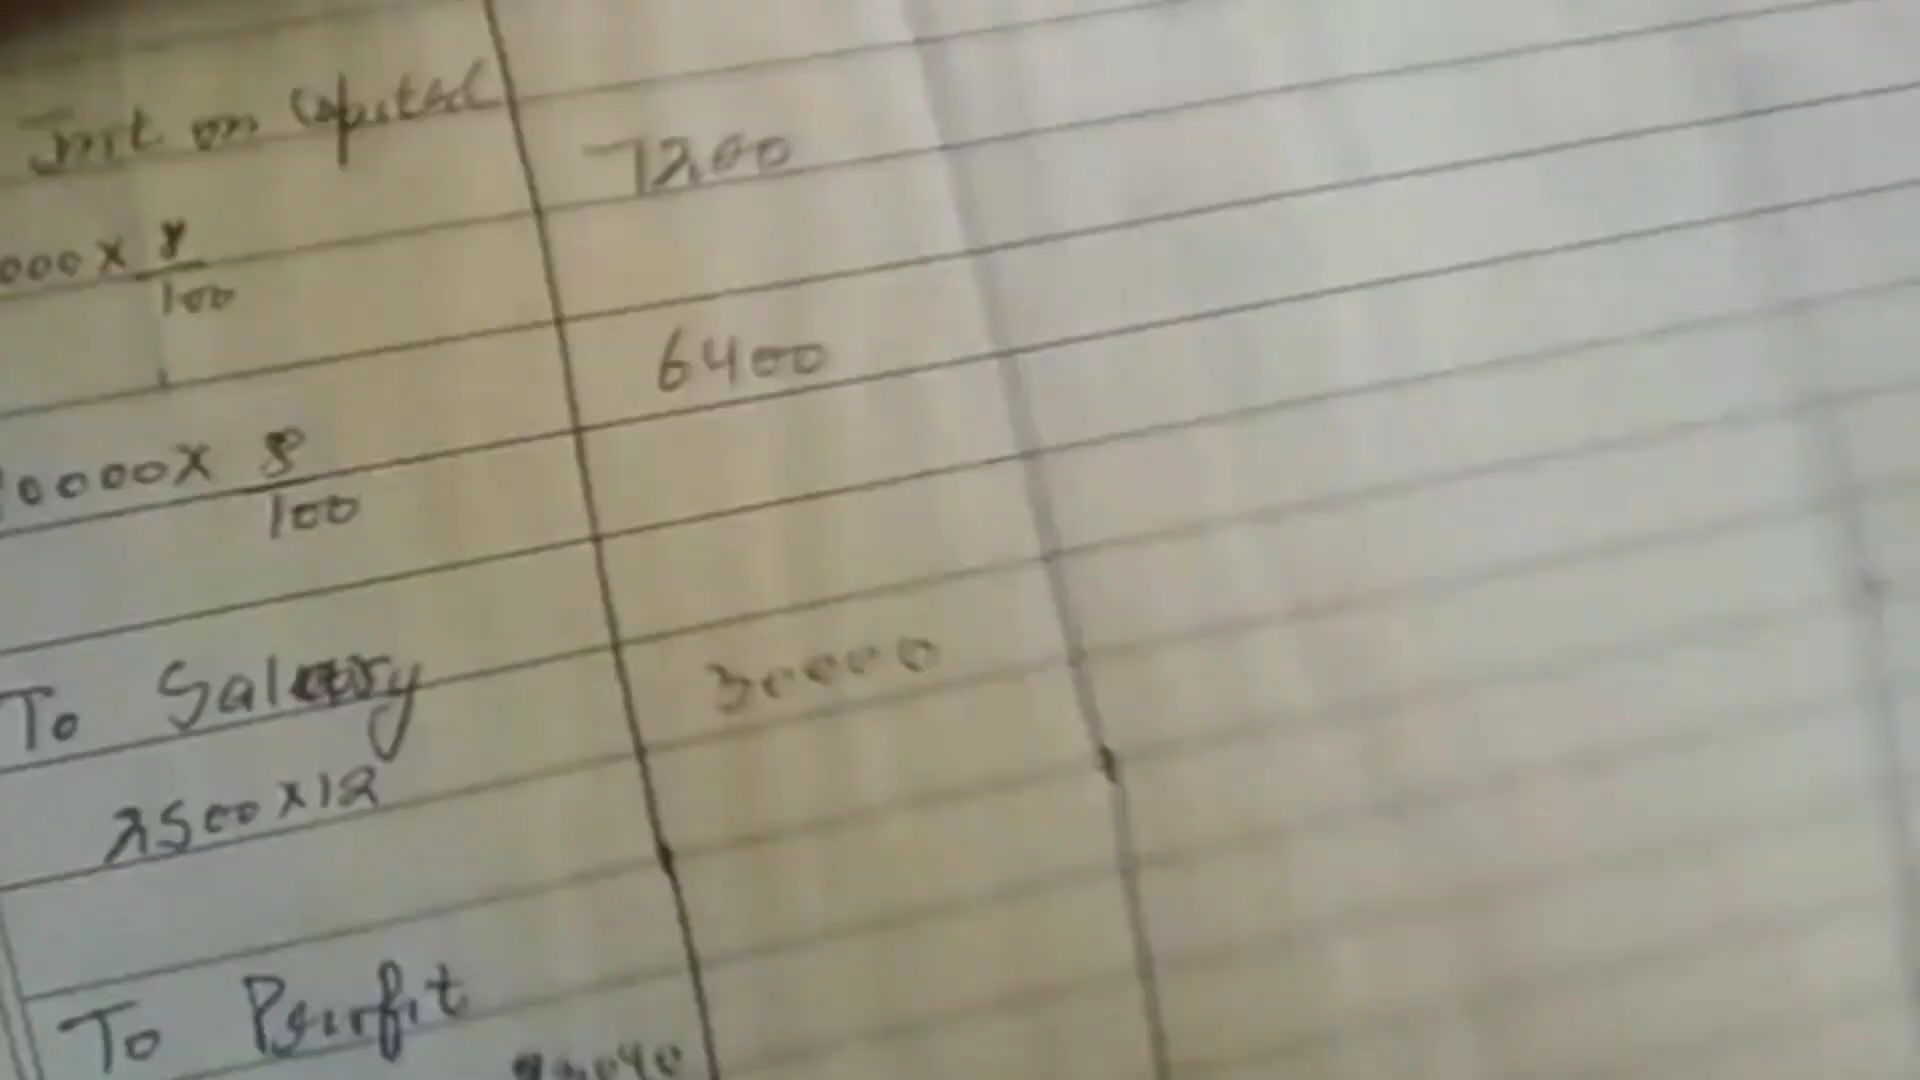 Int on Capital
7200
000 x 8
100
6400
0000 x 8
100
To Salary
30000
2500 x 12
To Profit